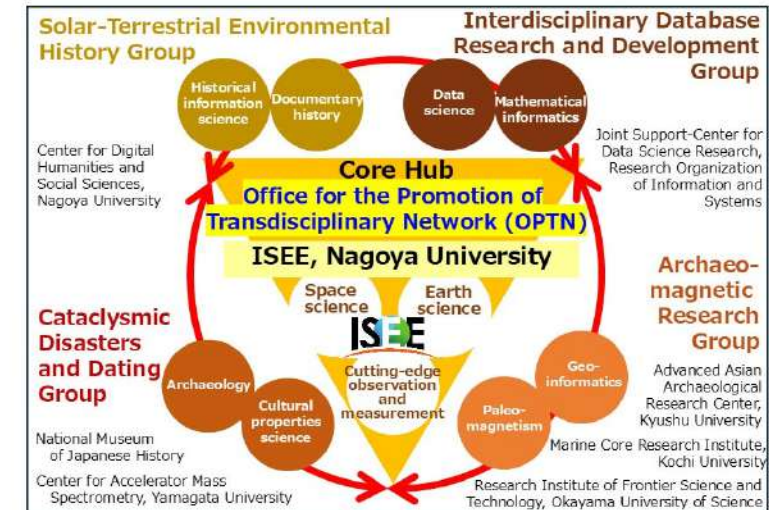 Solar-Terrestrial Environmental
History Group
Historical
information
science
Documentary
history
Center for Digital
Humanities and
Social Sciences,
Nagoya University
Interdisciplinary Database
Research and Development
Group
Data
science
Mathematical
informatics
Joint Support-Center for
Data Science Research,
Research Organization
of Information and
Systems
Core Hub
Office for the Promotion of
Transdisciplinary Network (OPTN)
ISEE, Nagoya University
Space
science
Earth
science
ISEE
Cutting-edge
observation
and
measurement
Cataclysmic
Disasters
and Dating
Group
Archaeology
Cultural
properties
science
National Museum
of Japanese History
Center for Accelerator Mass
Spectrometry, Yamagata University
Archaeo-
magnetic
Research
Group
Geo-
informatics
Paleo-
magnetism
Advanced Asian
Archaeological
Research Center,
Kyushu University
Marine Core Research Institute,
Kochi University
Research Institute of Frontier Science and
Technology, Okayama University of Science